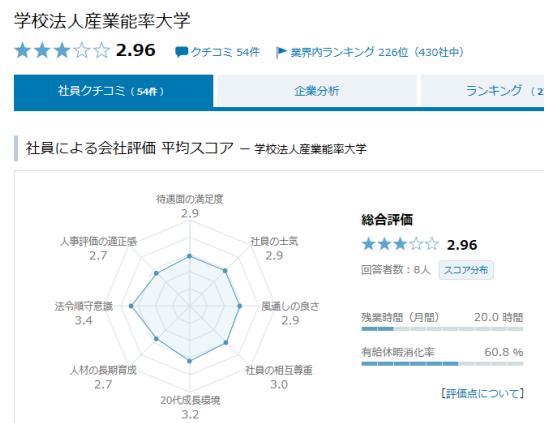 学校法人産業能率大学
2.96 クチコミ 54件 業界内ランキング 226位（430社中）
社員クチコミ（54件） 企業分析 ランキング（2
社員による会社評価 平均スコア － 学校法人産業能率大学
待遇面の満足度
2.9
人事評価の適正感
2.7
社員の士気
2.9
法令順守意識
3.4
風通しの良さ
2.9
人材の長期育成
2.7
社員の相互尊重
3.0
20代成長環境
3.2
総合評価
2.96
回答者数：8人 スコア分布
残業時間（月間） 20.0 時間
有給休暇消化率 60.8 %
[評価点について]